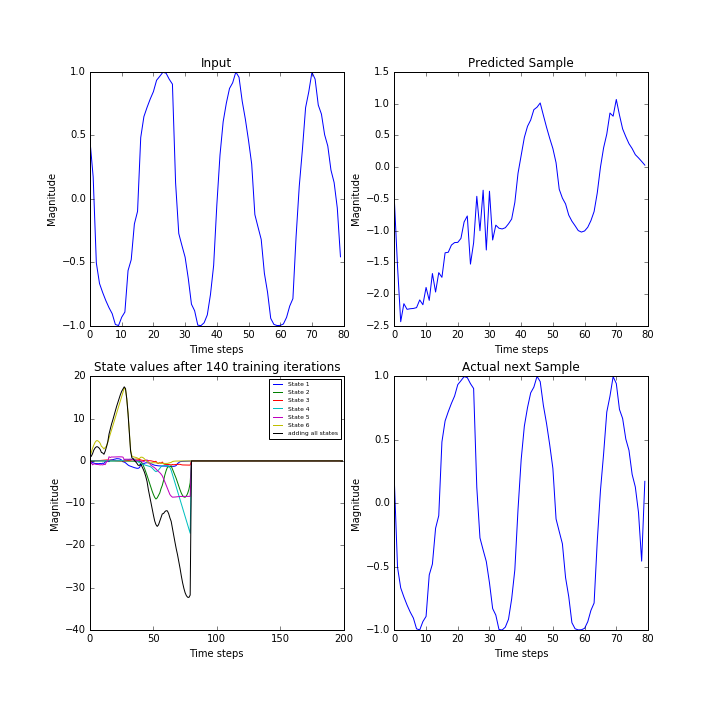 Input
Predicted Sample
1.0
0.5
0.0
−0.5
−1.0
Magnitude
0 10 20 30 40 50 60 70 80
Time steps
1.5
1.0
0.5
0.0
−0.5
−1.0
−1.5
−2.0
−2.5
Magnitude
0 10 20 30 40 50 60 70 80
Time steps
State values after 140 training iterations
Actual next Sample
20
10
0
−10
−20
−30
−40
Magnitude
State 1
State 2
State 3
State 4
State 5
State 6
adding all states
0 50 100 150 200
Time steps
1.0
0.5
0.0
−0.5
−1.0
Magnitude
0 10 20 30 40 50 60 70 80
Time steps